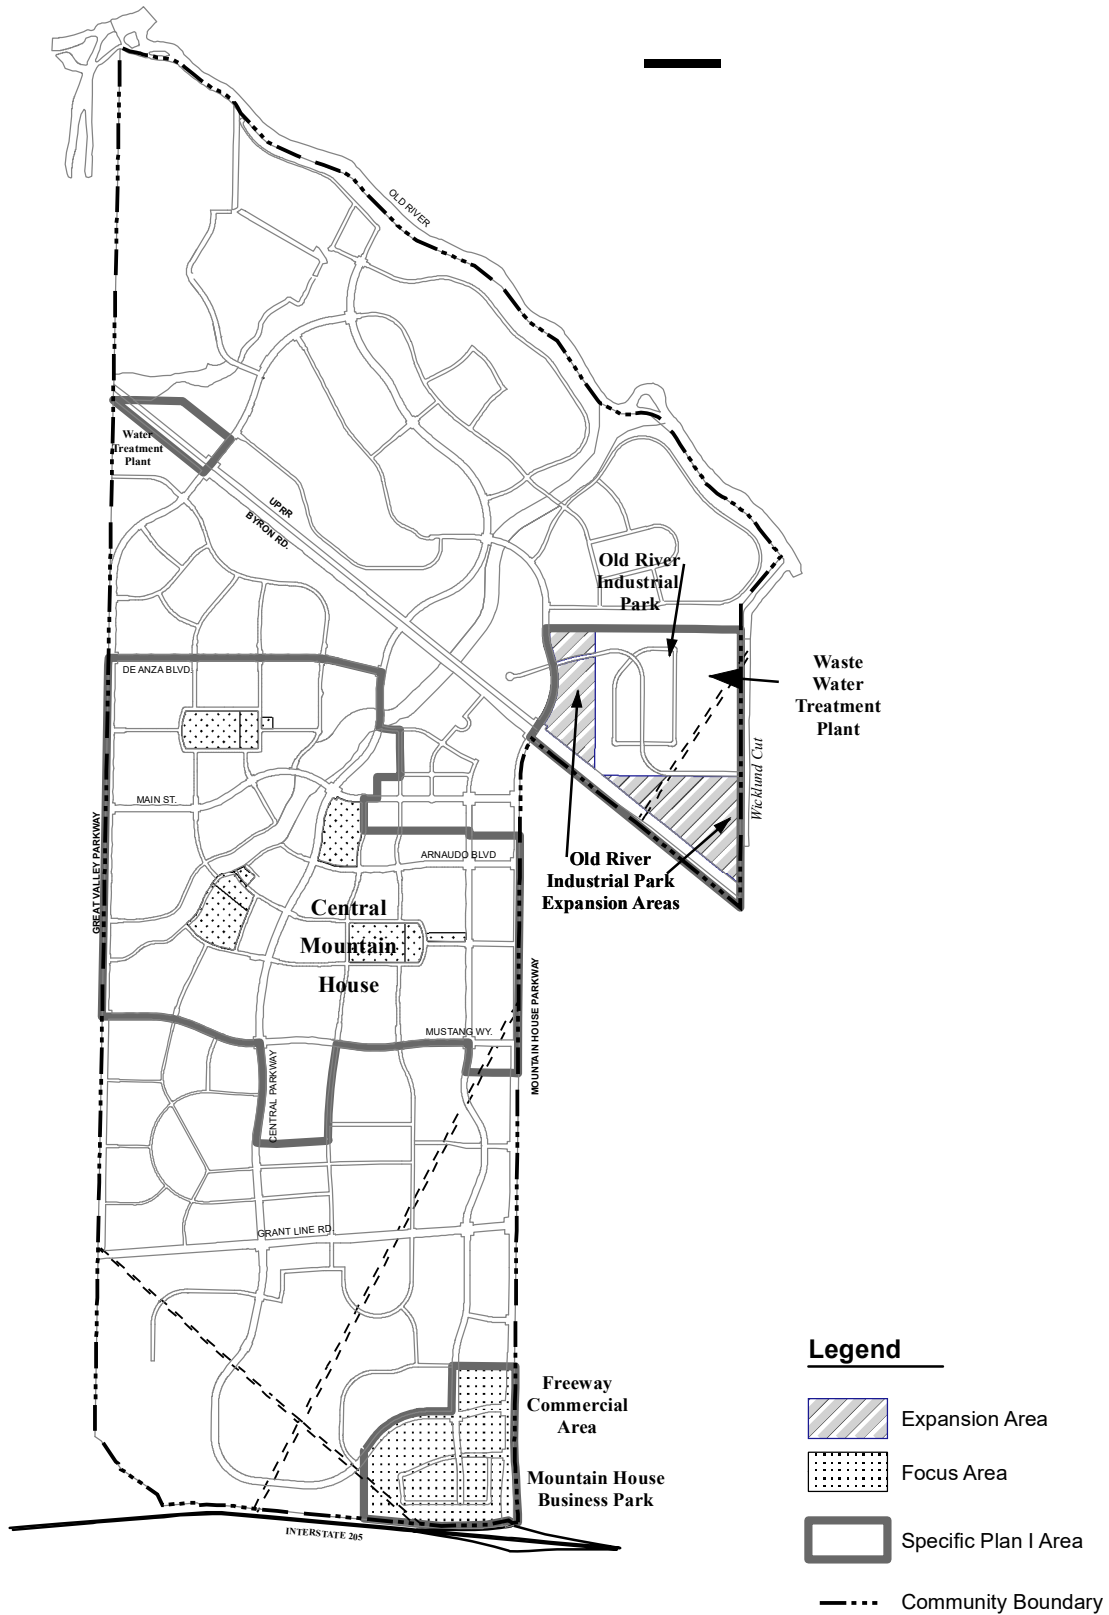 OLD RIVER
Water
Treatment
Plant
UPRR
BYRON RD.
Old River
Industrial
Park
DE ANZA BLVD.
Waste
Water
Treatment
Plant
Wicklund Cut
MAIN ST.
GREAT VALLEY PARKWAY
ARNAUDO BLVD
Old River
Industrial Park
Expansion Areas
Central
Mountain
House
MOUNTAIN HOUSE PARKWAY
MUSTANG WY.
CENTRAL PARKWAY
GRANT LINE RD.
Freeway
Commercial
Area
Mountain House
Business Park
INTERSTATE 205
Legend
Expansion Area
Focus Area
Specific Plan I Area
Community Boundary